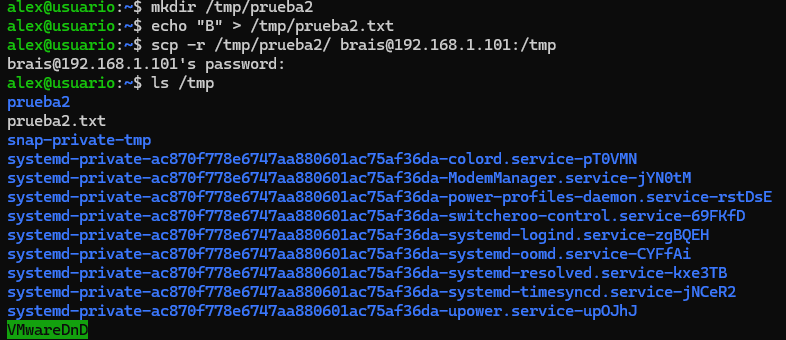 alex@usuario:~$ mkdir /tmp/prueba2
alex@usuario:~$ echo "B" > /tmp/prueba2.txt
alex@usuario:~$ scp -r /tmp/prueba2/ brais@192.168.1.101:/tmp
brais@192.168.1.101's password:
alex@usuario:~$ ls /tmp
prueba2
prueba2.txt
snap-private-tmp
systemd-private-ac870f778e6747aa880601ac75af36da-colord.service-pT0VMN
systemd-private-ac870f778e6747aa880601ac75af36da-ModemManager.service-jYN0tM
systemd-private-ac870f778e6747aa880601ac75af36da-power-profiles-daemon.service-rstDsE
systemd-private-ac870f778e6747aa880601ac75af36da-switcheroo-control.service-69FKfD
systemd-private-ac870f778e6747aa880601ac75af36da-systemd-logind.service-zgBQEH
systemd-private-ac870f778e6747aa880601ac75af36da-systemd-oomd.service-CYFfAi
systemd-private-ac870f778e6747aa880601ac75af36da-systemd-resolved.service-kxe3TB
systemd-private-ac870f778e6747aa880601ac75af36da-systemd-timesyncd.service-jNCeR2
systemd-private-ac870f778e6747aa880601ac75af36da-upower.service-upOJhJ
VMwareDnD